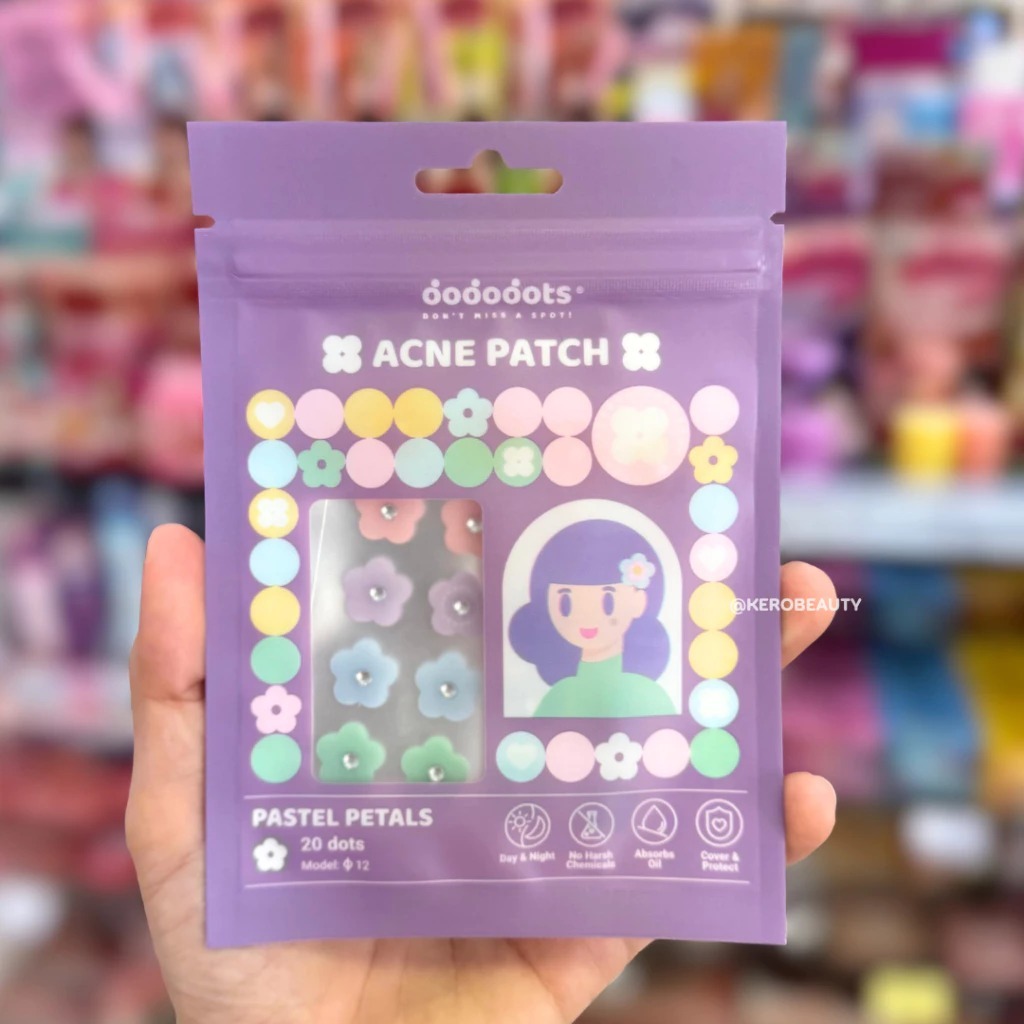 dododots®
DON'T MISS A SPOT!
ACNE PATCH
@KEROBEAUTY
PASTEL PETALS
20 dots
Model: ϕ 12
Day & Night
No Harsh
Chemicals
Absorbs
Oil
Cover &
Protect